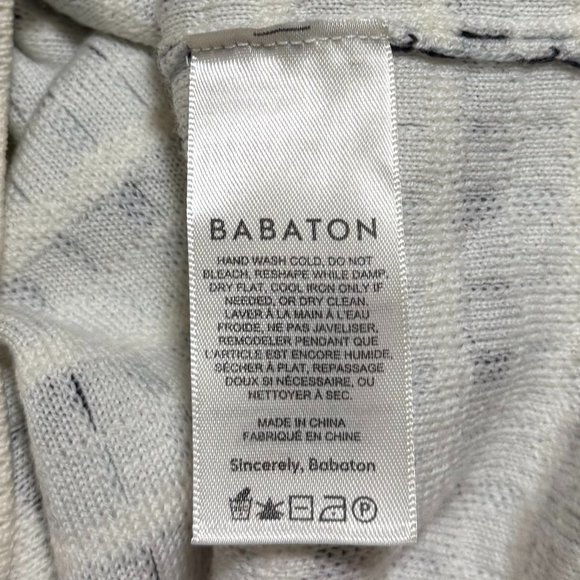 BABATON
HAND WASH COLD, DO NOT
BLEACH, RESHAPE WHILE DAMP,
DRY FLAT, COOL IRON ONLY IF
NEEDED, OR DRY CLEAN.
LAVER À LA MAIN À L'EAU
FROIDE, NE PAS JAVELISER,
REMODELER PENDANT QUE
L'ARTICLE EST ENCORE HUMIDE,
SÉCHER À PLAT, REPASSAGE
DOUX SI NÉCESSAIRE, OU
NETTOYER À SEC.
MADE IN CHINA
FABRIQUÉ EN CHINE
Sincerely, Babaton
P